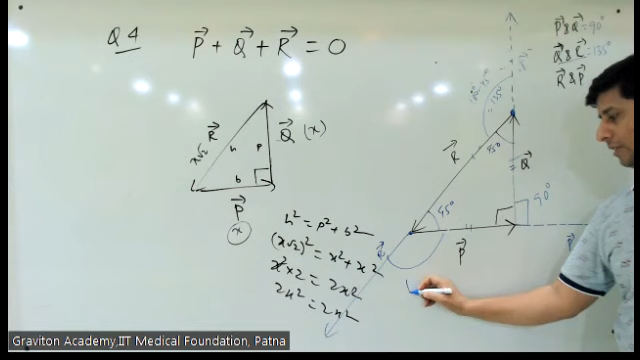 Q4 P⃗ + Q⃗ + R⃗ = 0
P⃗ & Q⃗ = 90°
Q⃗ & R⃗ = 135°
R⃗ & P⃗
R⃗
x√2
h
p
b
Q⃗ (x)
P⃗
x
h² = p² + b²
(x√2)² = x² + x²
x² × 2 = 2x²
2x² = 2x²
R⃗
= 135°
45°
Q⃗
45°
90°
P⃗
R⃗
Graviton Academy,IIT Medical Foundation, Patna